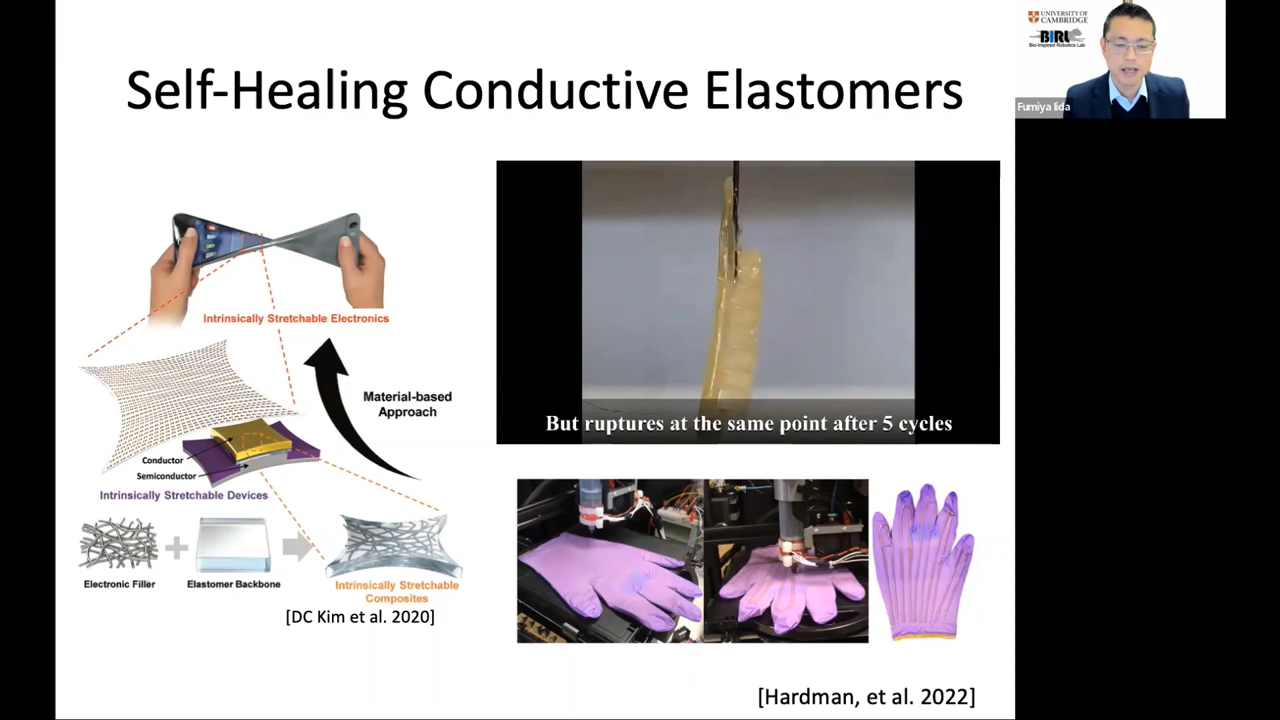 Self-Healing Conductive Elastomers
UNIVERSITY OF
CAMBRIDGE
BIRL
Bio-Inspired Robotics Lab
Fumiya Iida
Intrinsically Stretchable Electronics
Material-based
Approach
Conductor
Semiconductor
Intrinsically Stretchable Devices
Electronic Filler
Elastomer Backbone
Intrinsically Stretchable
Composites
[DC Kim et al. 2020]
But ruptures at the same point after 5 cycles
[Hardman, et al. 2022]